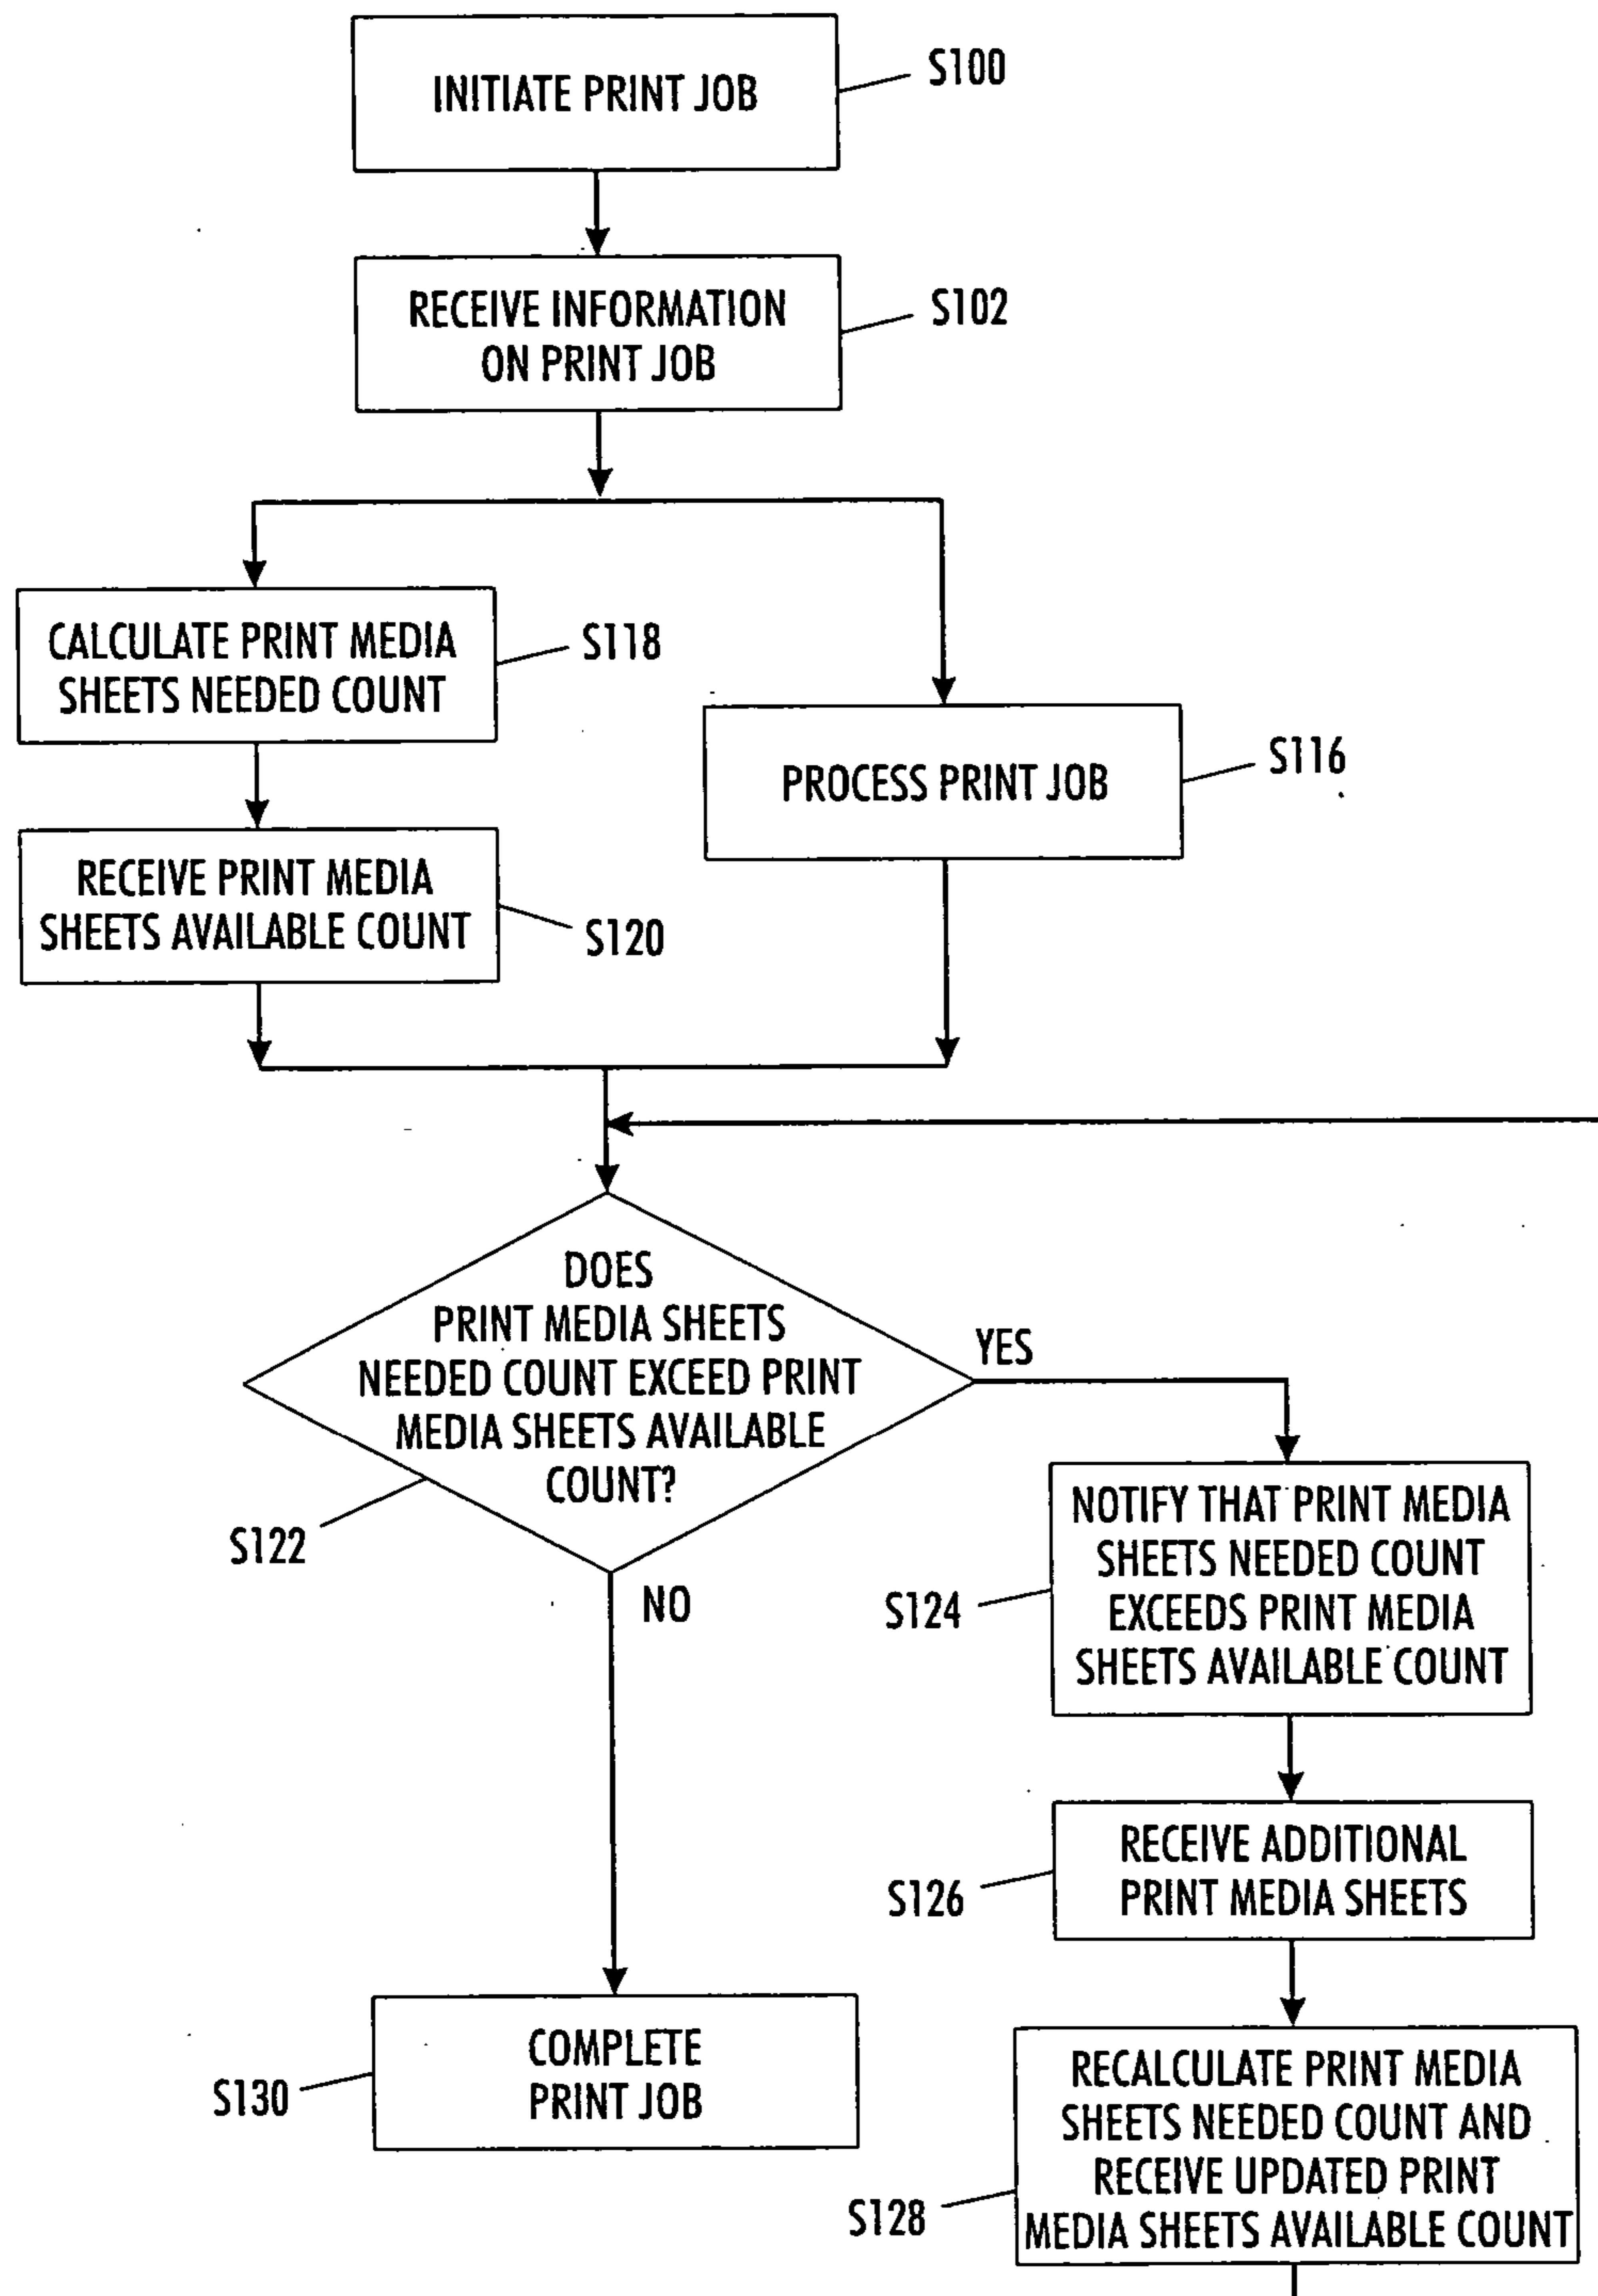 INITIATE PRINT JOB
S100
RECEIVE INFORMATION
ON PRINT JOB
S102
CALCULATE PRINT MEDIA
SHEETS NEEDED COUNT
S118
PROCESS PRINT JOB
S116
RECEIVE PRINT MEDIA
SHEETS AVAILABLE COUNT
S120
DOES
PRINT MEDIA SHEETS
NEEDED COUNT EXCEED PRINT
MEDIA SHEETS AVAILABLE
COUNT?
YES
S122
NO
NOTIFY THAT PRINT MEDIA
SHEETS NEEDED COUNT
EXCEEDS PRINT MEDIA
SHEETS AVAILABLE COUNT
S124
RECEIVE ADDITIONAL
PRINT MEDIA SHEETS
S126
COMPLETE
PRINT JOB
S130
RECALCULATE PRINT MEDIA
SHEETS NEEDED COUNT AND
RECEIVE UPDATED PRINT
MEDIA SHEETS AVAILABLE COUNT
S128